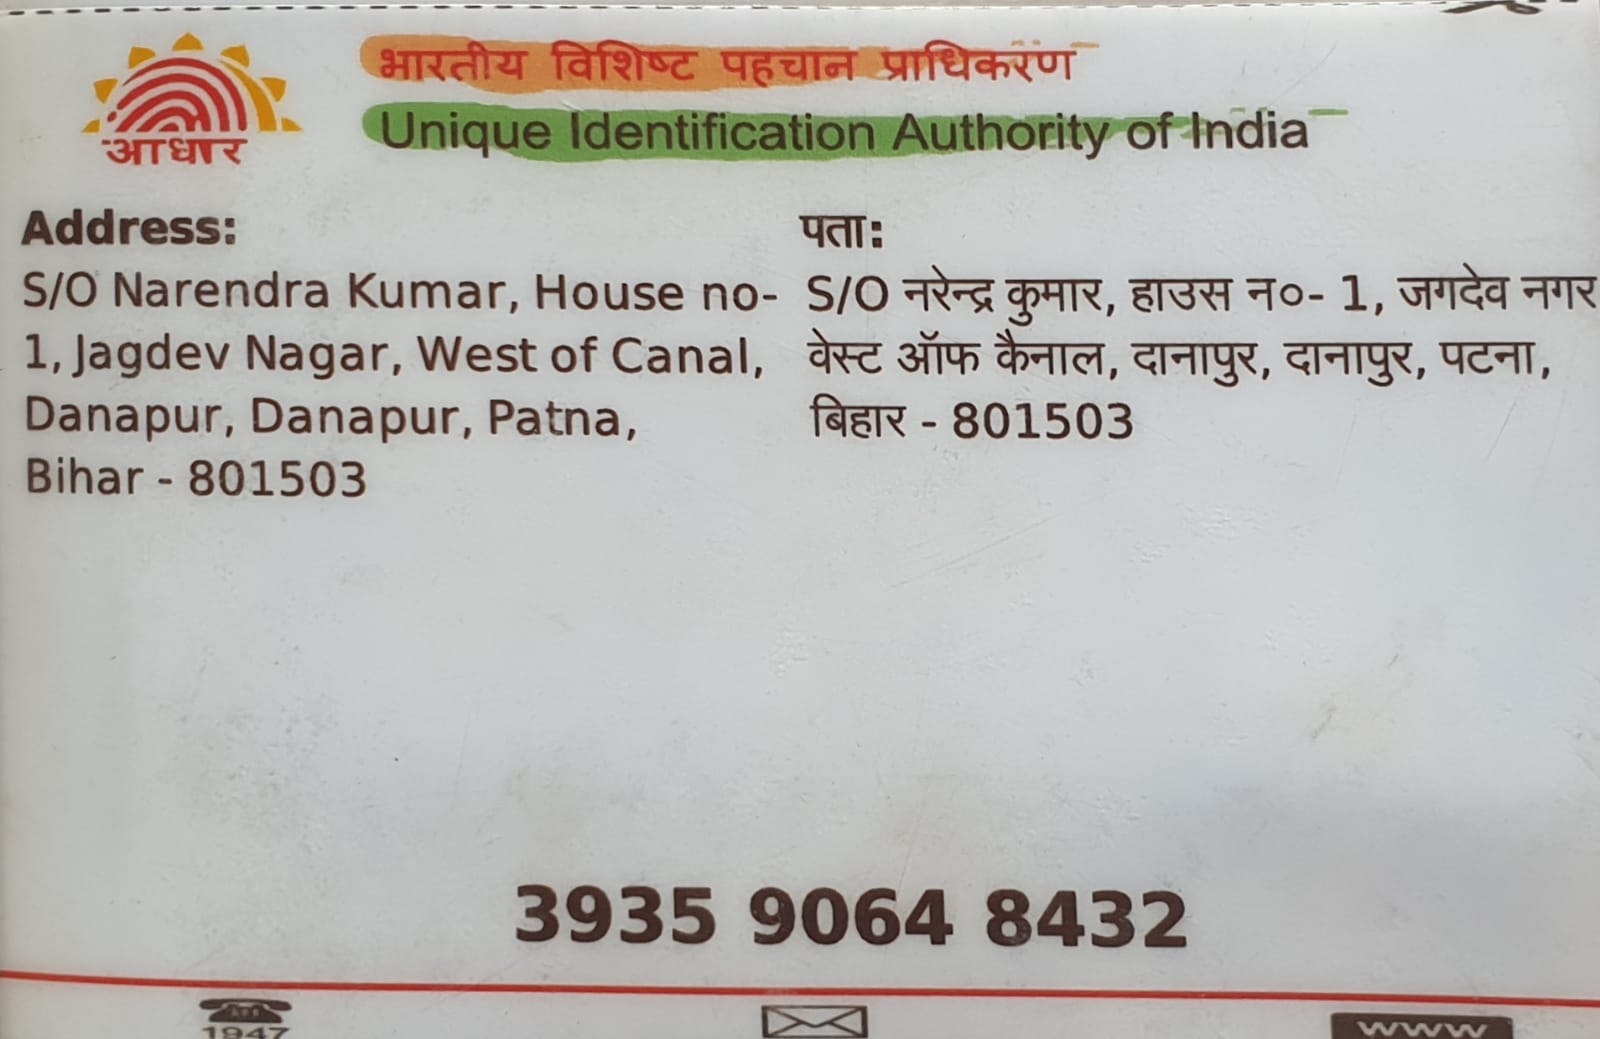 आधार
भारतीय विशिष्ट पहचान प्राधिकरण
Unique Identification Authority of India
Address:
S/O Narendra Kumar, House no-
1, Jagdev Nagar, West of Canal,
Danapur, Danapur, Patna,
Bihar - 801503
पता:
S/O नरेन्द्र कुमार, हाउस न०- 1, जगदेव नगर
वेस्ट ऑफ कैनाल, दानापुर, दानापुर, पटना,
बिहार - 801503
3935 9064 8432
1947
www